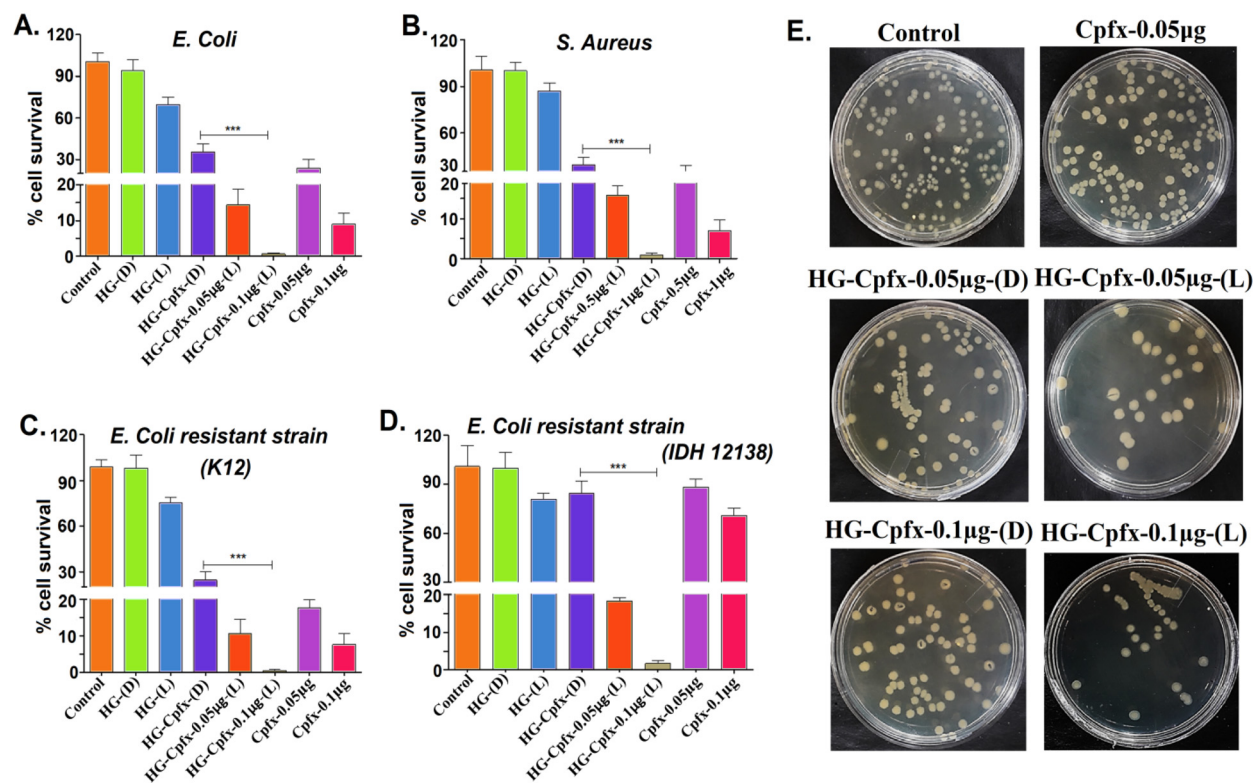 A.
E. Coli
% cell survival
120
90
60
30
20
10
0
***
Control
HG-(D)
HG-(L)
HG-Cpfx-(D)
HG-Cpfx-0.05µg-(L)
HG-Cpfx-0.1µg-(L)
Cpfx-0.05µg
Cpfx-0.1µg
B.
S. Aureus
% cell survival
120
90
60
30
20
10
0
***
Control
HG-(D)
HG-(L)
HG-Cpfx-(D)
HG-Cpfx-0.5µg-(L)
HG-Cpfx-1µg-(L)
Cpfx-0.5µg
Cpfx-1µg
C.
E. Coli resistant strain
(K12)
% cell survival
120
90
60
30
20
10
0
***
Control
HG-(D)
HG-(L)
HG-Cpfx-(D)
HG-Cpfx-0.05µg-(L)
HG-Cpfx-0.1µg-(L)
Cpfx-0.05µg
Cpfx-0.1µg
D.
E. Coli resistant strain
(IDH 12138)
% cell survival
120
90
60
30
20
10
0
***
Control
HG-(D)
HG-(L)
HG-Cpfx-(D)
HG-Cpfx-0.05µg-(L)
HG-Cpfx-0.1µg-(L)
Cpfx-0.05µg
Cpfx-0.1µg
E.
Control
Cpfx-0.05µg
HG-Cpfx-0.05µg-(D)
HG-Cpfx-0.05µg-(L)
HG-Cpfx-0.1µg-(D)
HG-Cpfx-0.1µg-(L)